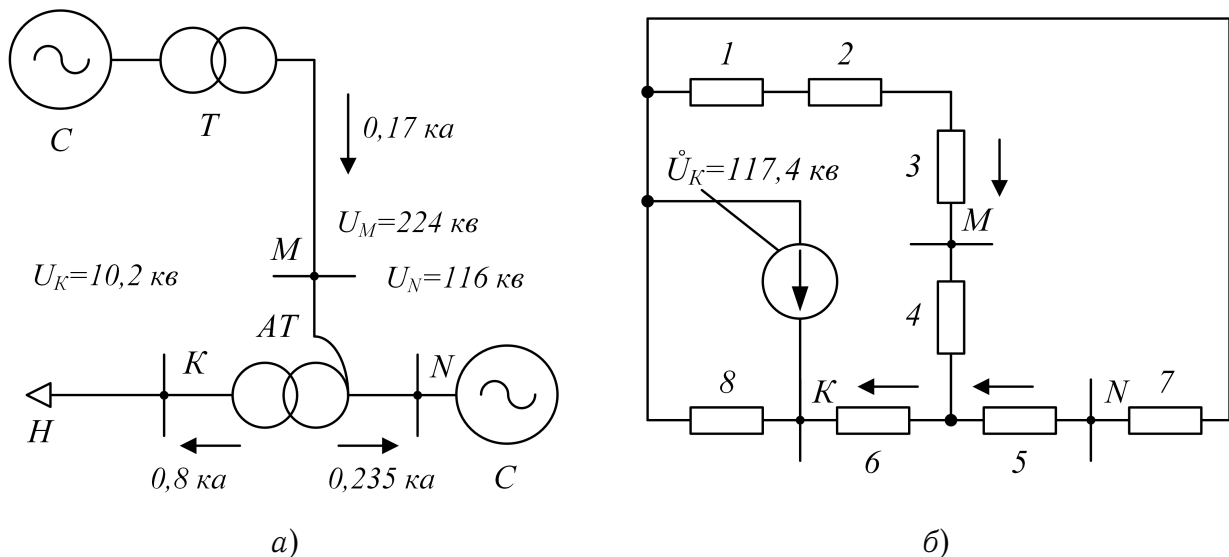 С
Т
0,17 ка
U_M=224 кв
М
U_K=10,2 кв
U_N=116 кв
АТ
К
N
Н
0,8 ка
0,235 ка
С
а)
1
2
3
Ů_K=117,4 кв
М
4
8
К
6
5
N
7
б)